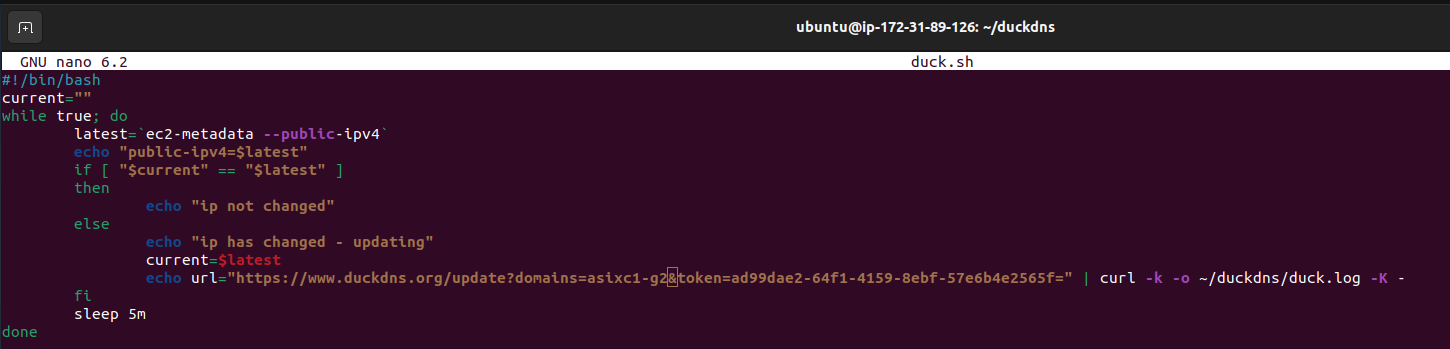 ubuntu@ip-172-31-89-126: ~/duckdns
GNU nano 6.2 duck.sh
#!/bin/bash
current=""
while true; do
latest=`ec2-metadata --public-ipv4`
echo "public-ipv4=$latest"
if [ "$current" == "$latest" ]
then
echo "ip not changed"
else
echo "ip has changed - updating"
current=$latest
echo url="https://www.duckdns.org/update?domains=asixc1-g2&token=ad99dae2-64f1-4159-8ebf-57e6b4e2565f=" | curl -k -o ~/duckdns/duck.log -K -
fi
sleep 5m
done